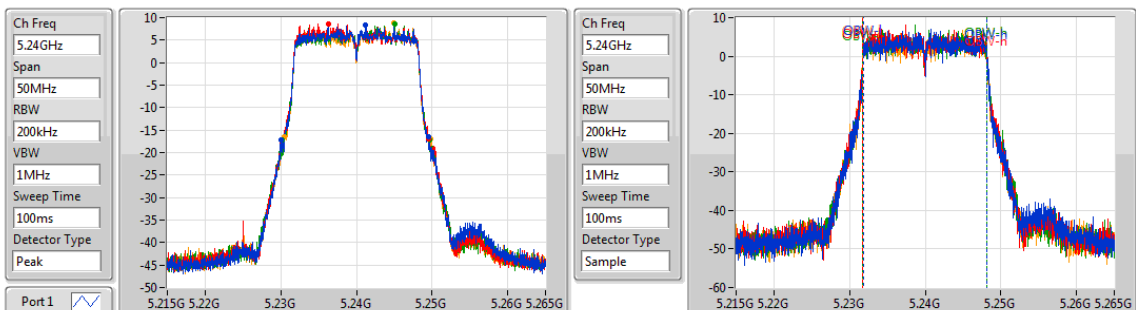 Ch Freq
5.24GHz
Span
50MHz
RBW
200kHz
VBW
1MHz
Sweep Time
100ms
Detector Type
Peak
Port 1
10
5
0
-5
-10
-15
-20
-25
-30
-35
-40
-45
-50
5.215G 5.22G 5.23G 5.24G 5.25G 5.26G 5.265G
Ch Freq
5.24GHz
Span
50MHz
RBW
200kHz
VBW
1MHz
Sweep Time
100ms
Detector Type
Sample
10
0
-10
-20
-30
-40
-50
-60
OBW-h
5.215G 5.22G 5.23G 5.24G 5.25G 5.26G 5.265G